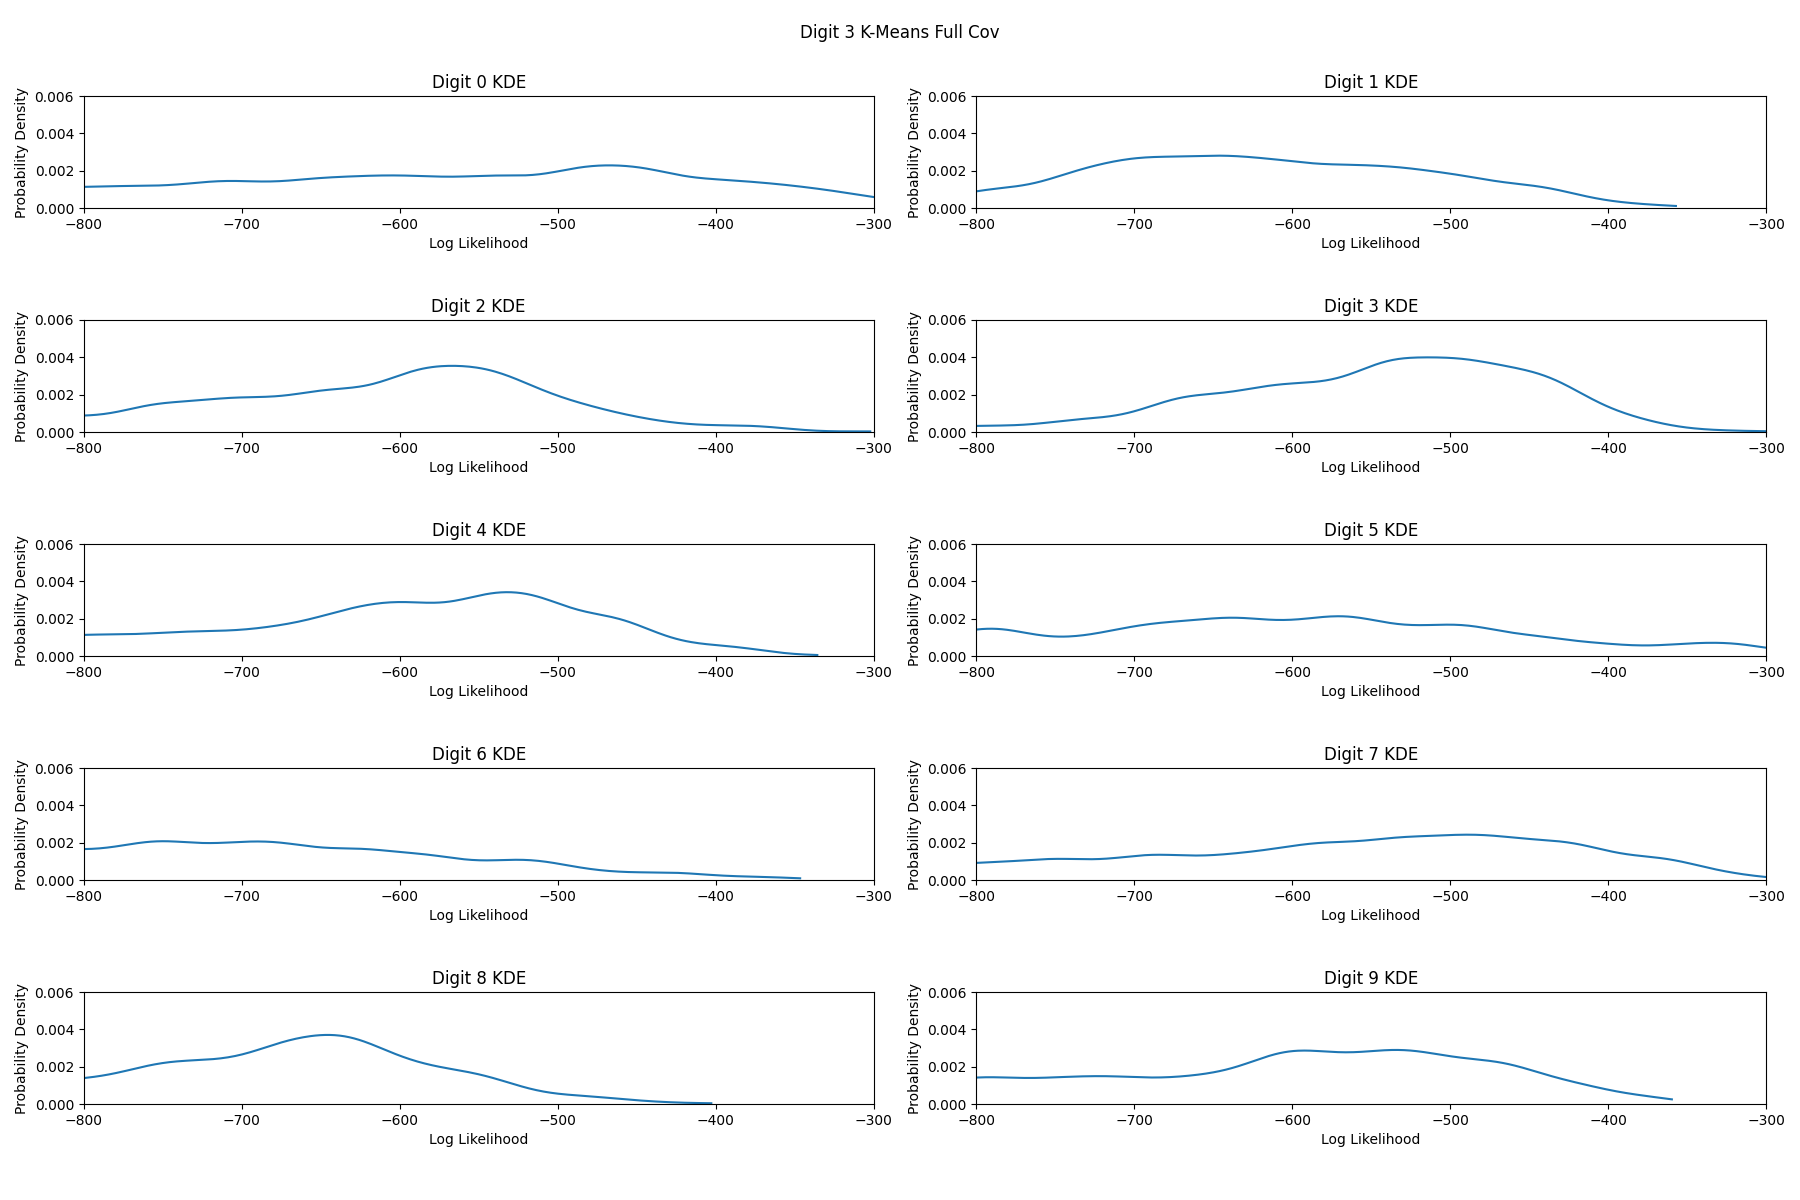 Digit 3 K-Means Full Cov
Digit 0 KDE
Probability Density
0.006
0.004
0.002
0.000
−800 −700 −600 −500 −400 −300
Log Likelihood
Digit 1 KDE
Probability Density
0.006
0.004
0.002
0.000
−800 −700 −600 −500 −400 −300
Log Likelihood
Digit 2 KDE
Probability Density
0.006
0.004
0.002
0.000
−800 −700 −600 −500 −400 −300
Log Likelihood
Digit 3 KDE
Probability Density
0.006
0.004
0.002
0.000
−800 −700 −600 −500 −400 −300
Log Likelihood
Digit 4 KDE
Probability Density
0.006
0.004
0.002
0.000
−800 −700 −600 −500 −400 −300
Log Likelihood
Digit 5 KDE
Probability Density
0.006
0.004
0.002
0.000
−800 −700 −600 −500 −400 −300
Log Likelihood
Digit 6 KDE
Probability Density
0.006
0.004
0.002
0.000
−800 −700 −600 −500 −400 −300
Log Likelihood
Digit 7 KDE
Probability Density
0.006
0.004
0.002
0.000
−800 −700 −600 −500 −400 −300
Log Likelihood
Digit 8 KDE
Probability Density
0.006
0.004
0.002
0.000
−800 −700 −600 −500 −400 −300
Log Likelihood
Digit 9 KDE
Probability Density
0.006
0.004
0.002
0.000
−800 −700 −600 −500 −400 −300
Log Likelihood